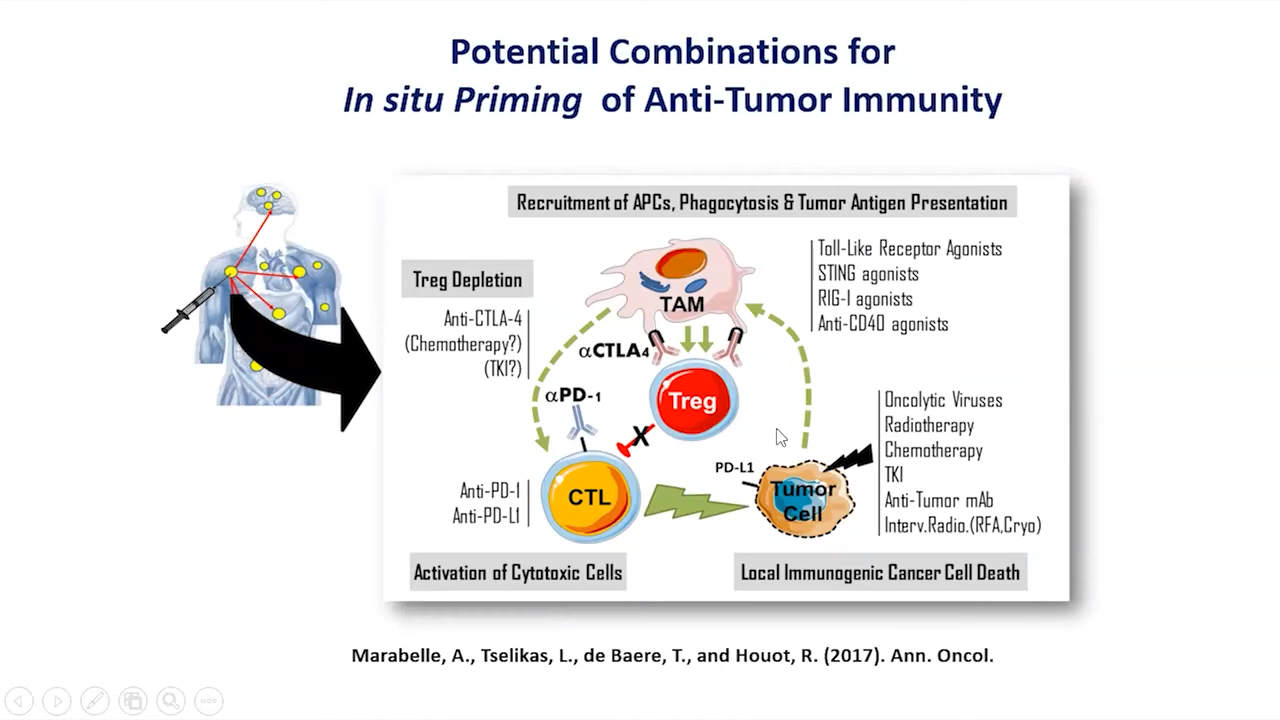 Potential Combinations for
In situ Priming of Anti-Tumor Immunity
Recruitment of APCs, Phagocytosis & Tumor Antigen Presentation
Treg Depletion
Anti-CTLA-4
(Chemotherapy?)
(TKI?)
TAM
Toll-Like Receptor Agonists
STING agonists
RIG-I agonists
Anti-CD40 agonists
αCTLA4
αPD-1
Treg
X
Oncolytic Viruses
Radiotherapy
Chemotherapy
TKI
Anti-Tumor mAb
Interv.Radio.(RFA,Cryo)
PD-L1
Tumor
Cell
CTL
Anti-PD-1
Anti-PD-L1
Activation of Cytotoxic Cells
Local Immunogenic Cancer Cell Death
Marabelle, A., Tselikas, L., de Baere, T., and Houot, R. (2017). Ann. Oncol.